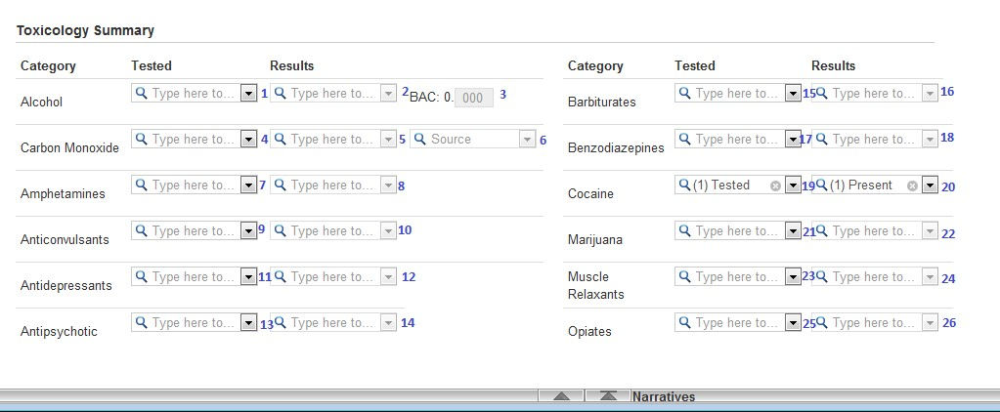 Toxicology Summary
Category Tested Results
Alcohol Type here to... 1 Type here to... 2 BAC: 0. 000 3
Carbon Monoxide Type here to... 4 Type here to... 5 Source 6
Amphetamines Type here to... 7 Type here to... 8
Anticonvulsants Type here to... 9 Type here to... 10
Antidepressants Type here to... 11 Type here to... 12
Antipsychotic Type here to... 13 Type here to... 14
Category Tested Results
Barbiturates Type here to... 15 Type here to... 16
Benzodiazepines Type here to... 17 Type here to... 18
Cocaine (1) Tested 19 (1) Present 20
Marijuana Type here to... 21 Type here to... 22
Muscle
Relaxants Type here to... 23 Type here to... 24
Opiates Type here to... 25 Type here to... 26
Narratives